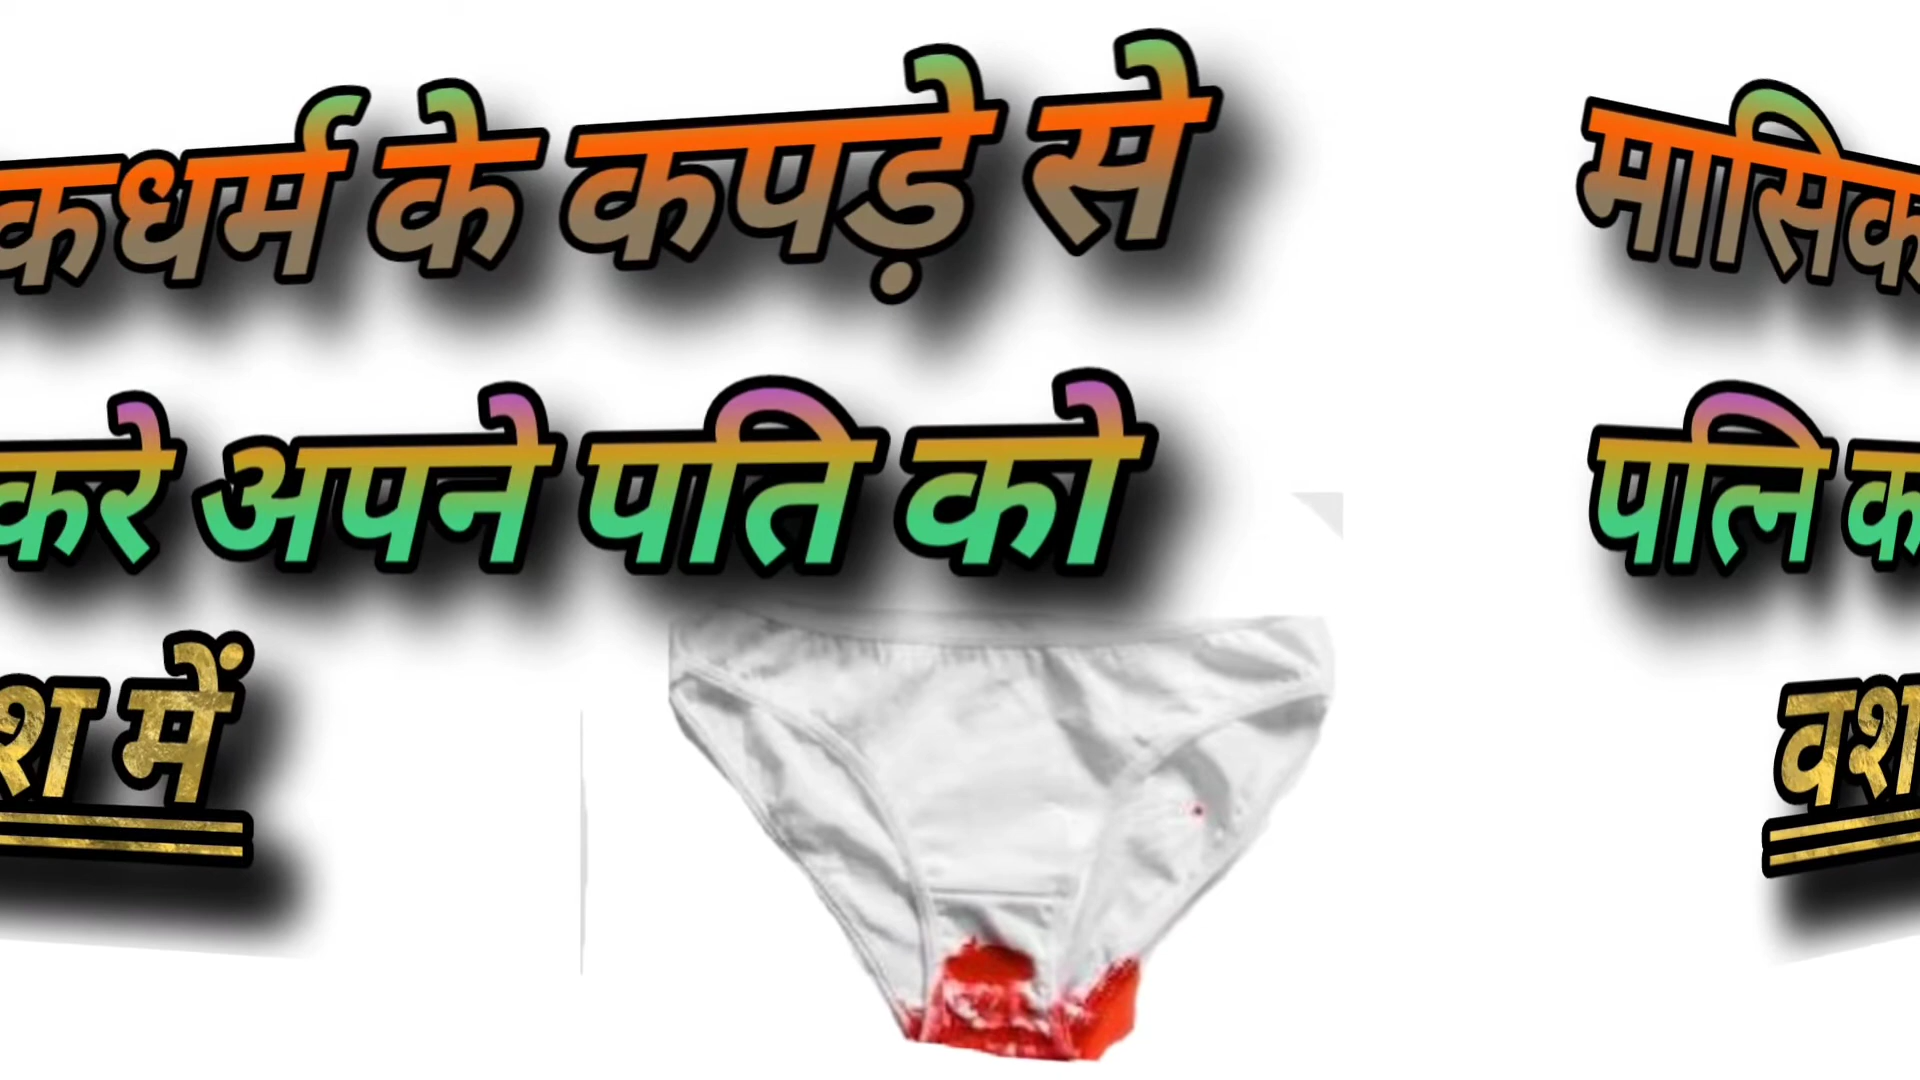 कधर्म के कपड़े से मासिक
करे अपने पति को पत्नि क
श में वश